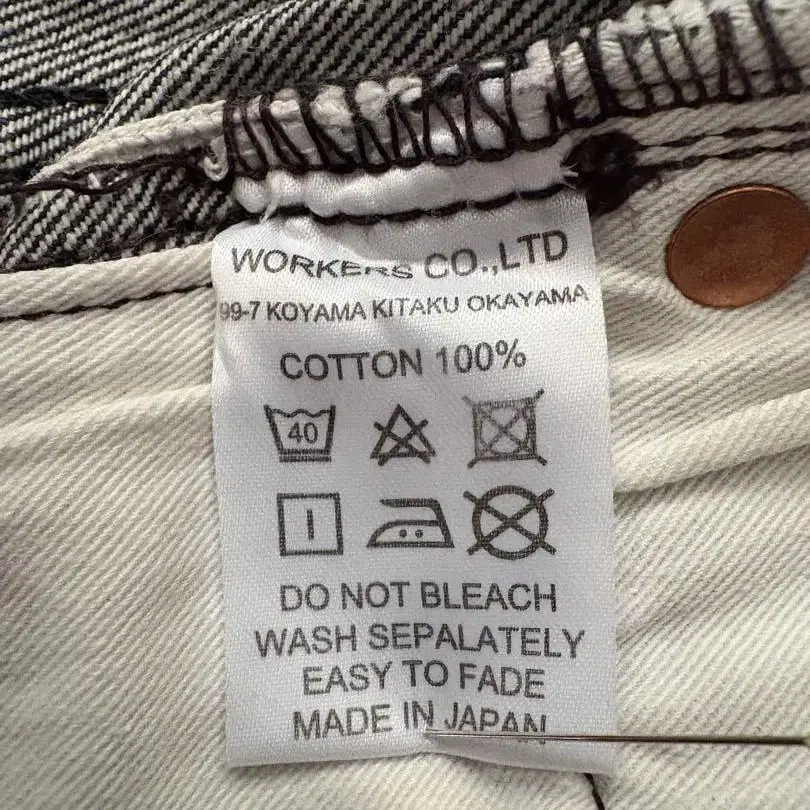 WORKERS CO.,LTD
99-7 KOYAMA KITAKU OKAYAMA
COTTON 100%
40
DO NOT BLEACH
WASH SEPALATELY
EASY TO FADE
MADE IN JAPAN